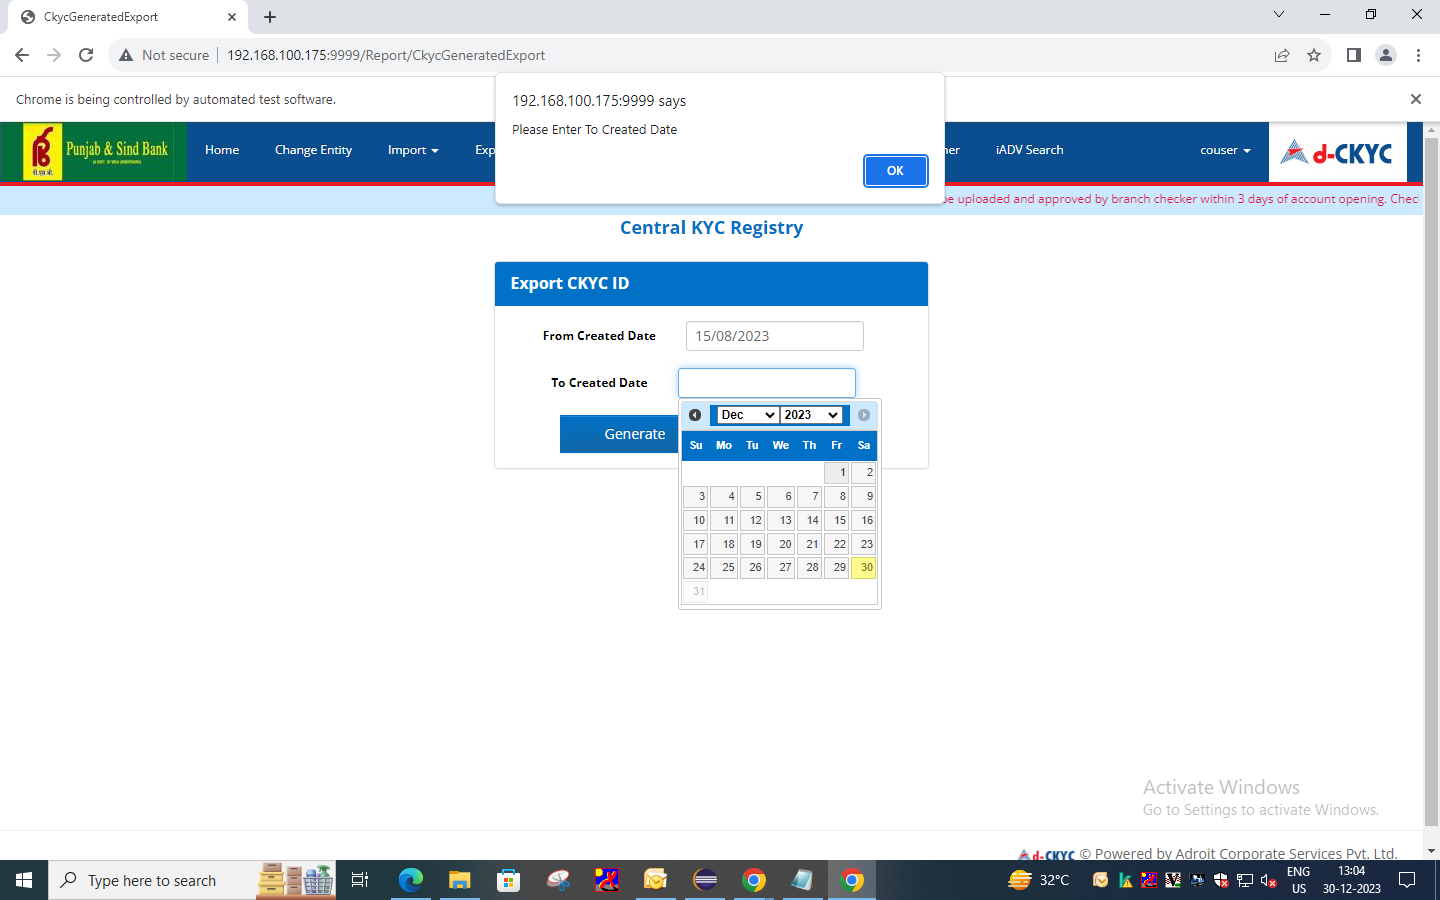 CkycGeneratedExport
Not secure
192.168.100.175:9999/Report/CkycGeneratedExport
Chrome is being controlled by automated test software.
192.168.100.175:9999 says
Please Enter To Created Date
OK
Punjab & Sind Bank
Home
Change Entity
Import
Exp
ner
iADV Search
couser
d-CKYC
be uploaded and approved by branch checker within 3 days of account opening. Chec
Central KYC Registry
Export CKYC ID
From Created Date
15/08/2023
To Created Date
Generate
Dec 2023
Su Mo Tu We Th Fr Sa
1 2
3 4 5 6 7 8 9
10 11 12 13 14 15 16
17 18 19 20 21 22 23
24 25 26 27 28 29 30
31
Activate Windows
Go to Settings to activate Windows.
d-CKYC © Powered by Adroit Corporate Services Pvt. Ltd.
Type here to search
32°C
ENG
US
13:04
30-12-2023